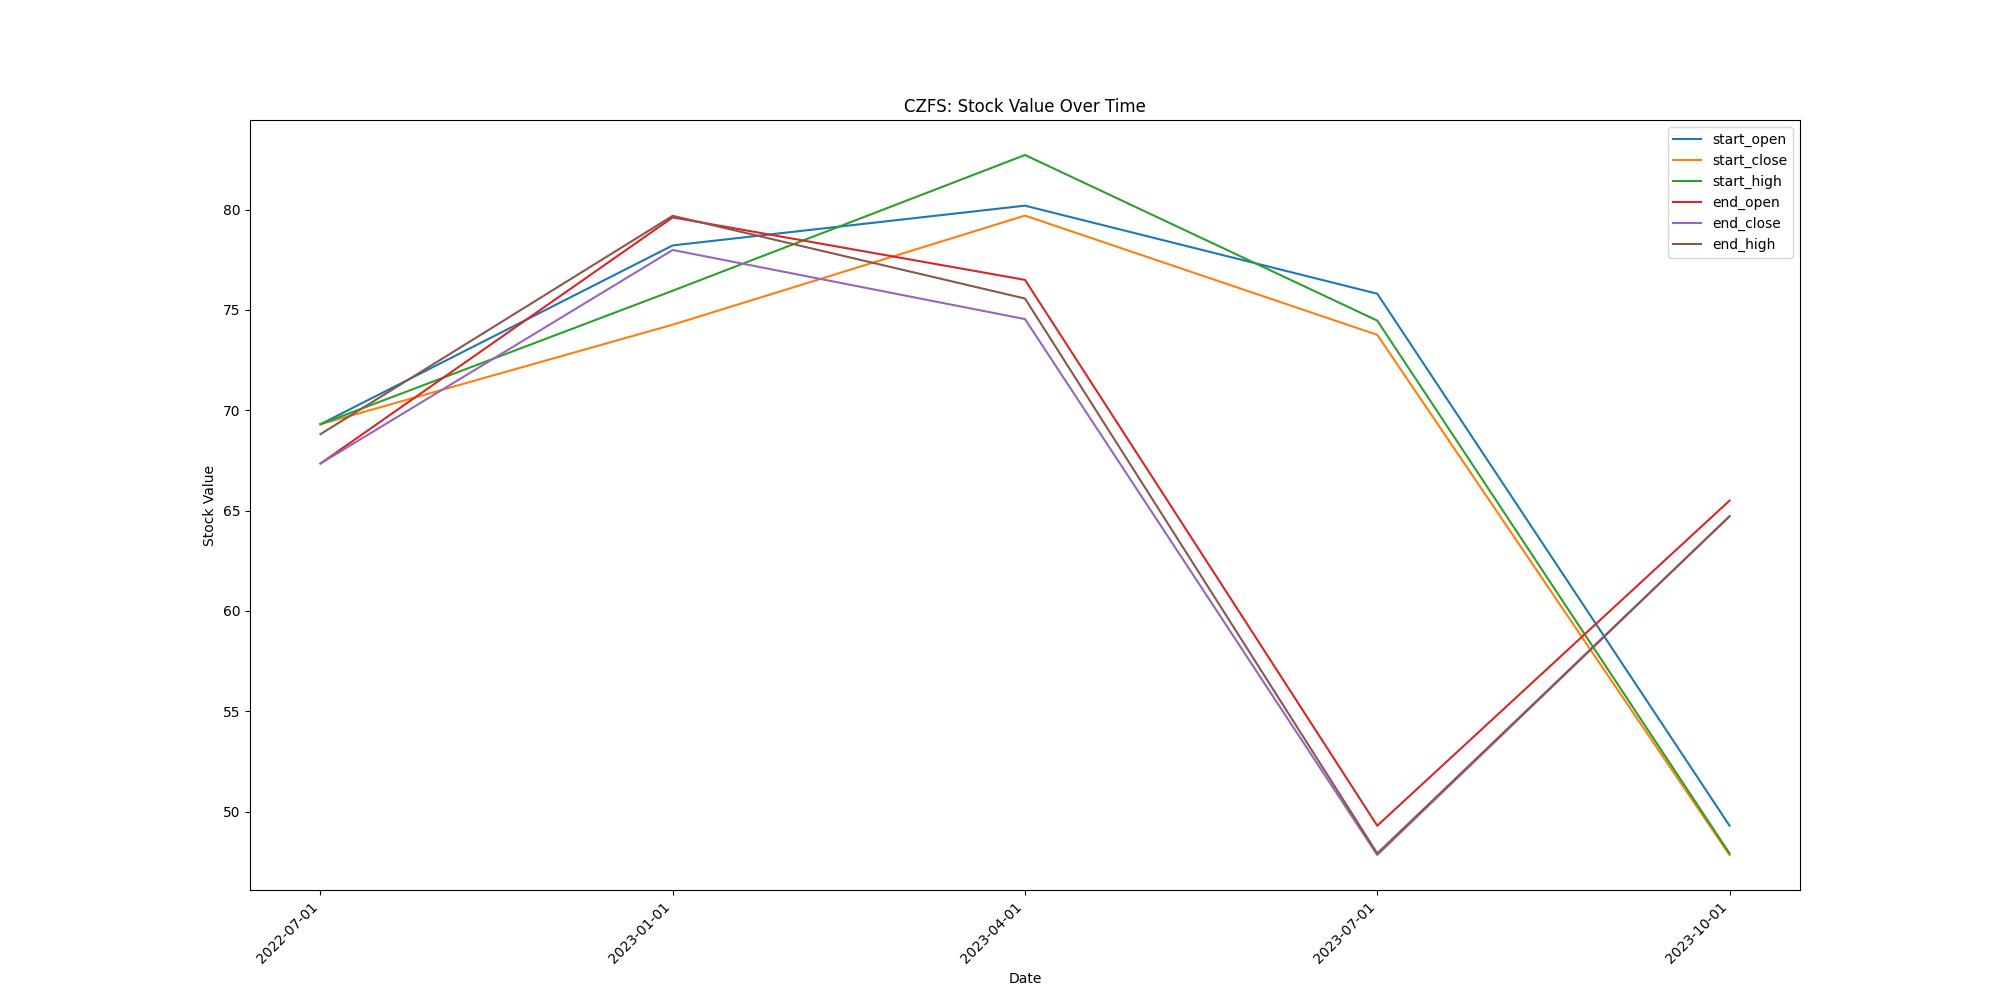 CZFS: Stock Value Over Time
start_open
start_close
start_high
end_open
end_close
end_high
80
75
70
65
60
55
50
Stock Value
2022-07-01
2023-01-01
2023-04-01
2023-07-01
2023-10-01
Date